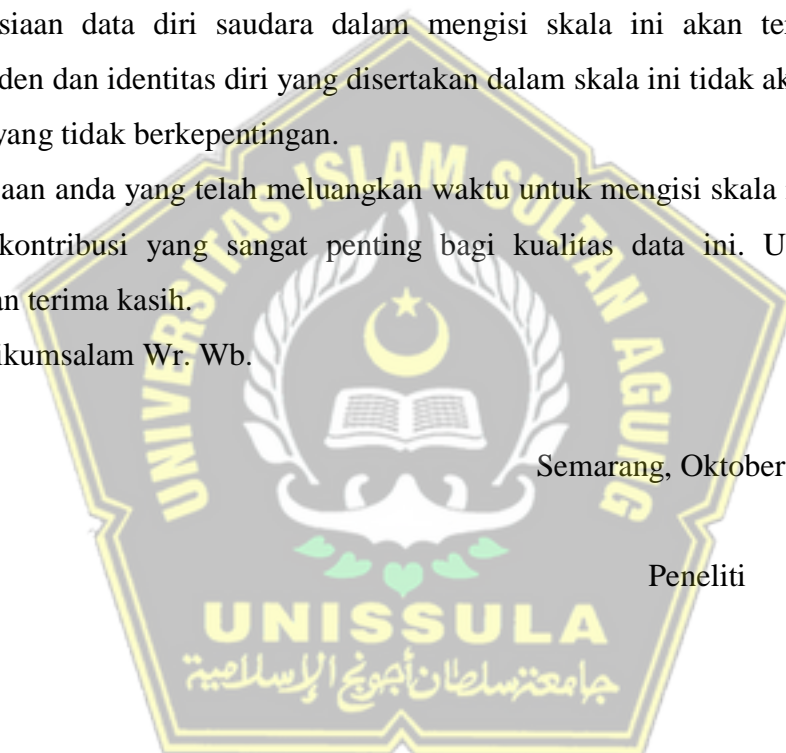 siaan data diri saudara dalam mengisi skala ini akan te
den dan identitas diri yang disertakan dalam skala ini tidak ak
yang tidak berkepentingan.
aan anda yang telah meluangkan waktu untuk mengisi skala
kontribusi yang sangat penting bagi kualitas data ini. U
an terima kasih.
ikumsalam Wr. Wb.
Semarang, Oktober
Peneliti
UNIVERSITAS ISLAM SULTAN AGUNG
UNISSULA
جامعة سلطان أجونج الإسلامية